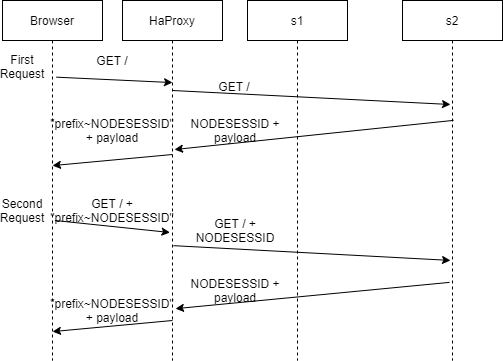 Browser
HaProxy
s1
s2
First
Request
GET /
GET /
"prefix~NODESESSID"
+ payload
NODESESSID +
payload
Second
Request
GET / +
"prefix~NODESESSID"
GET / +
NODESESSID
NODESESSID +
payload
"prefix~NODESESSID"
+ payload